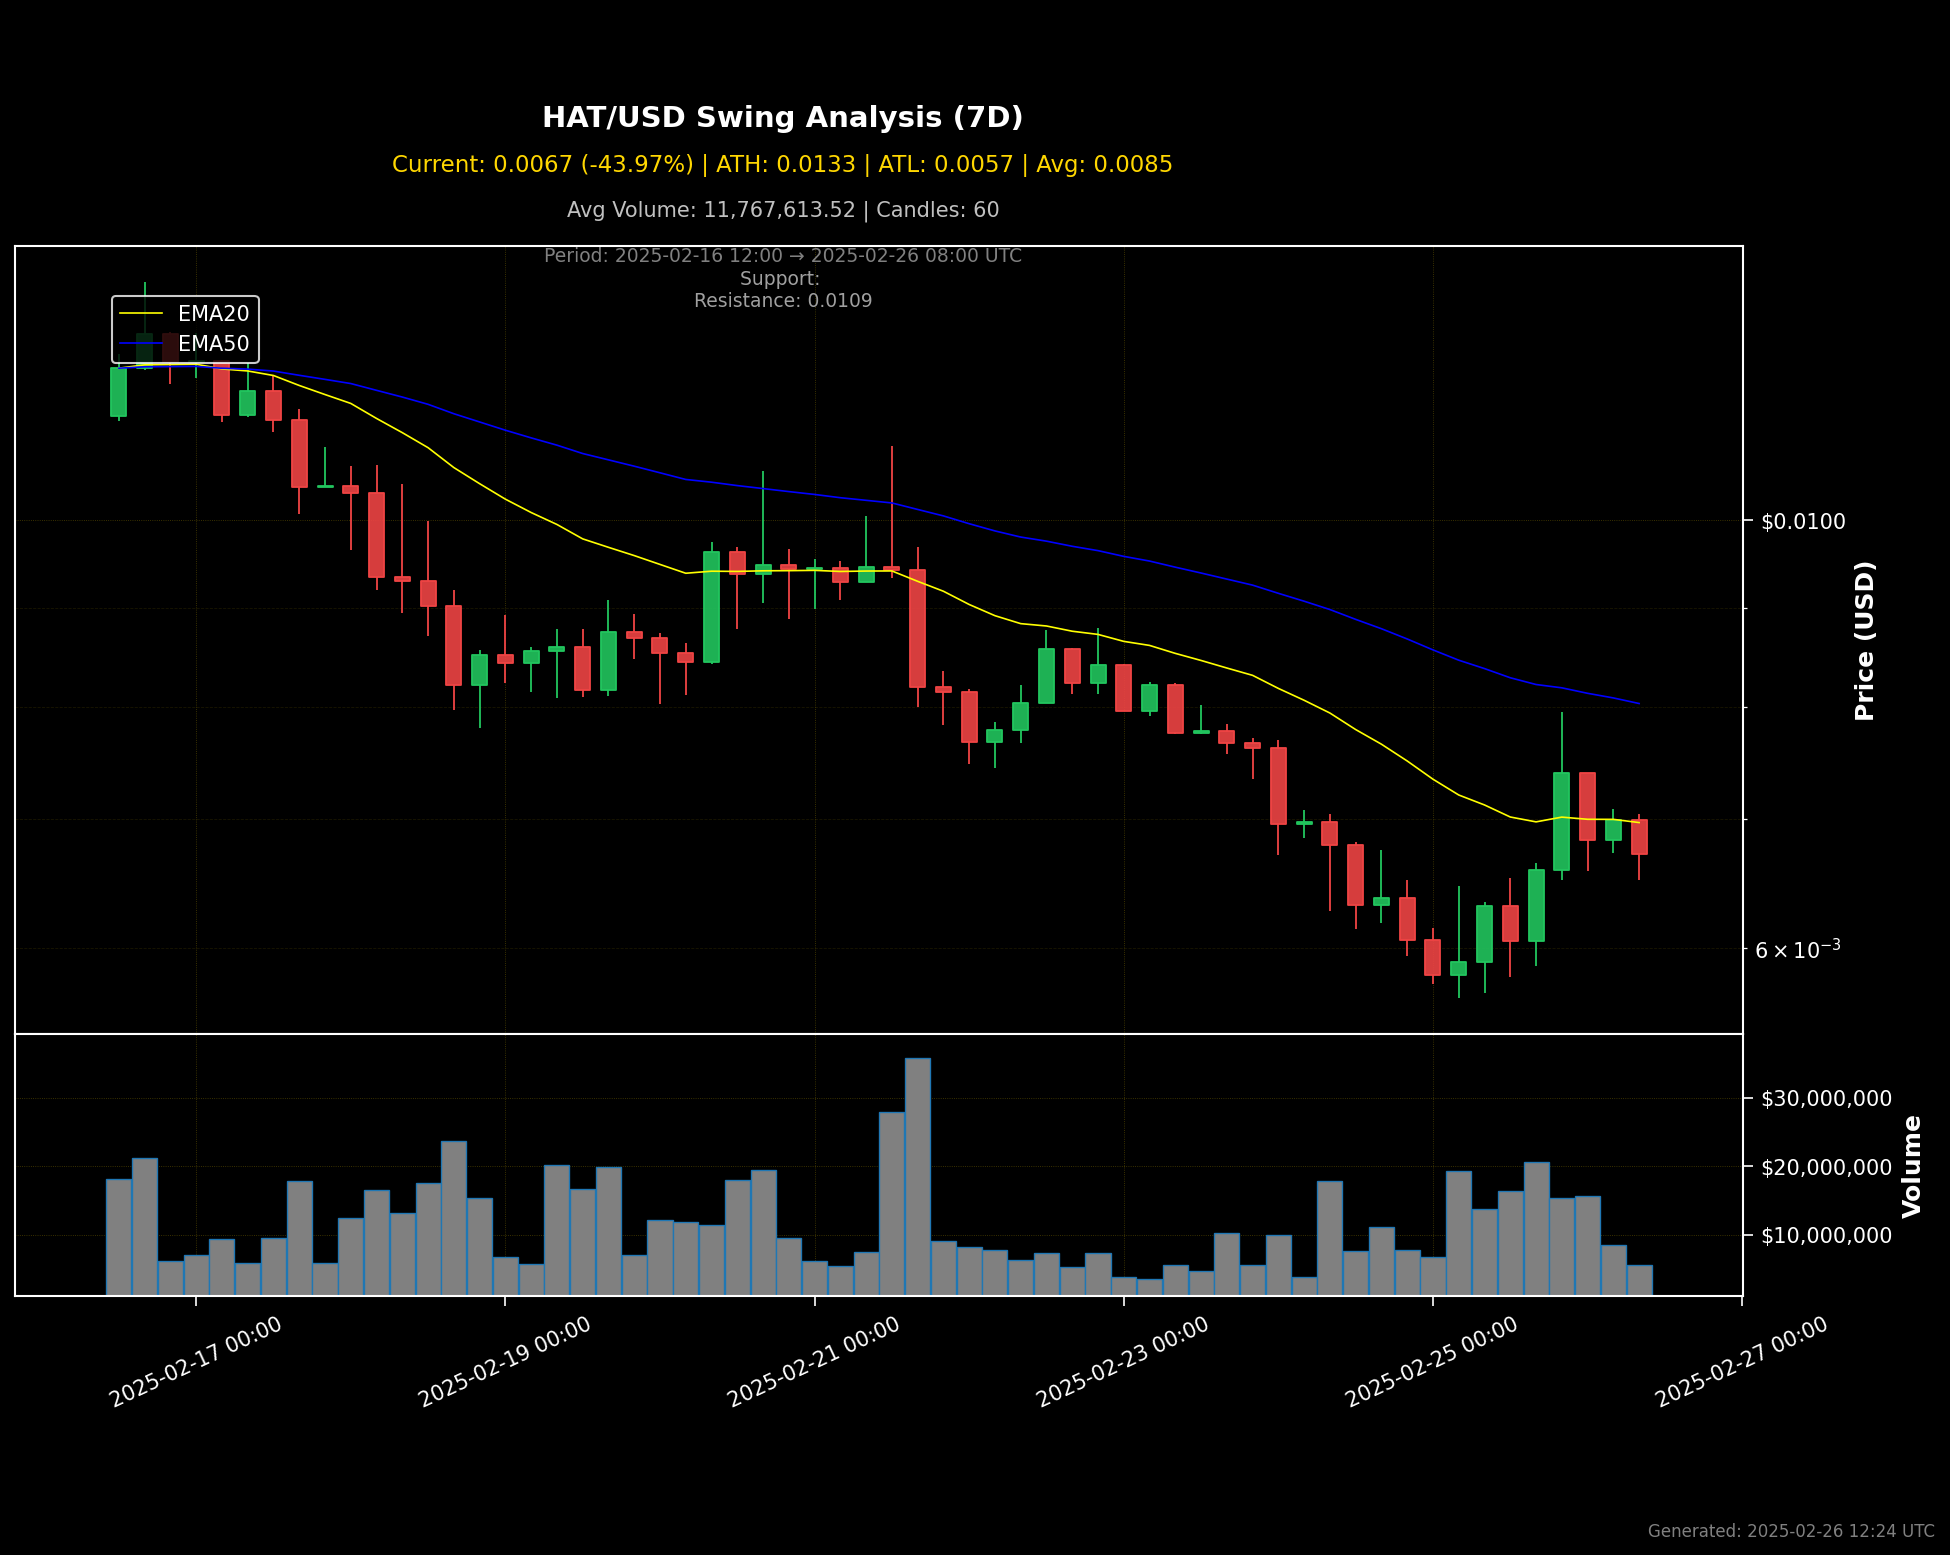 HAT/USD Swing Analysis (7D)
Current: 0.0067 (-43.97%) | ATH: 0.0133 | ATL: 0.0057 | Avg: 0.0085
Avg Volume: 11,767,613.52 | Candles: 60
Period: 2025-02-16 12:00 → 2025-02-26 08:00 UTC
Support:
Resistance: 0.0109
EMA20
EMA50
$0.0100
6 × 10⁻³
Price (USD)
$30,000,000
$20,000,000
$10,000,000
Volume
2025-02-17 00:00
2025-02-19 00:00
2025-02-21 00:00
2025-02-23 00:00
2025-02-25 00:00
2025-02-27 00:00
Generated: 2025-02-26 12:24 UTC